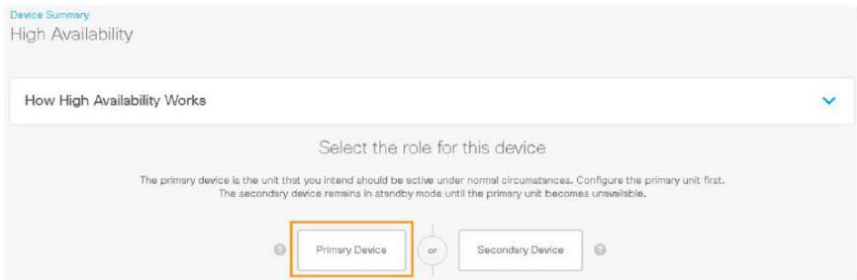 Device Summary
High Availability
How High Availability Works
Select the role for this device
The primary device is the unit that you intend should be active under normal circumstances. Configure the primary unit first.
The secondary device remains in standby mode until the primary unit becomes unavailable.
? Primary Device or Secondary Device ?